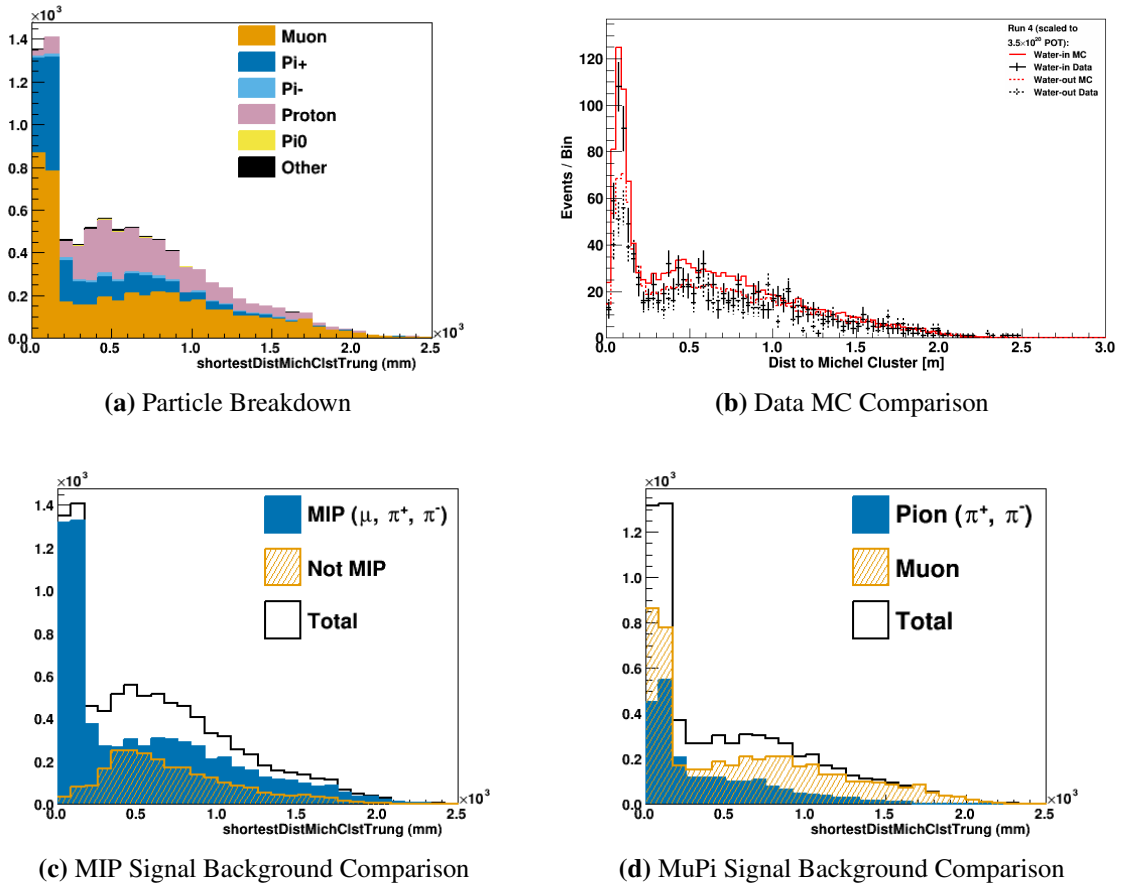 ×10³
1.4
1.2
1.0
0.8
0.6
0.4
0.2
0.0
0.0 0.5 1.0 1.5 2.0 2.5
×10³
shortestDistMichClstTrung (mm)
Muon
Pi+
Pi-
Proton
Pi0
Other
(a) Particle Breakdown
Events / Bin
120
100
80
60
40
20
0
0.0 0.5 1.0 1.5 2.0 2.5 3.0
Dist to Michel Cluster [m]
Run 4 (scaled to
3.5×10²⁰ POT):
Water-in MC
Water-in Data
Water-out MC
Water-out Data
(b) Data MC Comparison
×10³
1.4
1.2
1.0
0.8
0.6
0.4
0.2
0.0
0.0 0.5 1.0 1.5 2.0 2.5
×10³
shortestDistMichClstTrung (mm)
MIP (μ, π⁺, π⁻)
Not MIP
Total
(c) MIP Signal Background Comparison
×10³
1.2
1.0
0.8
0.6
0.4
0.2
0.0
0.0 0.5 1.0 1.5 2.0 2.5
×10³
shortestDistMichClstTrung (mm)
Pion (π⁺, π⁻)
Muon
Total
(d) MuPi Signal Background Comparison